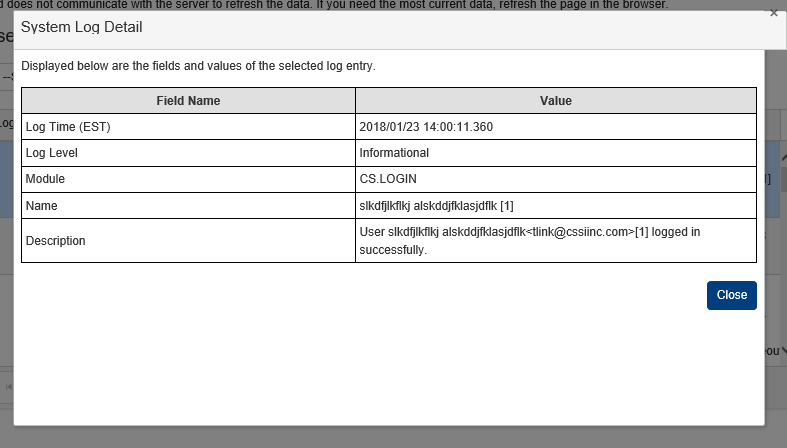 d does not communicate with the server to refresh the data. If you need the most current data, refresh the page in the browser.
System Log Detail
×
Displayed below are the fields and values of the selected log entry.
Field Name Value
Log Time (EST) 2018/01/23 14:00:11.360
Log Level Informational
Module CS.LOGIN
Name slkdfjlkflkj alskddjfklasjdflk [1]
Description User slkdfjlkflkj alskddjfklasjdflk<tlink@cssiinc.com>[1] logged in
successfully.
Close